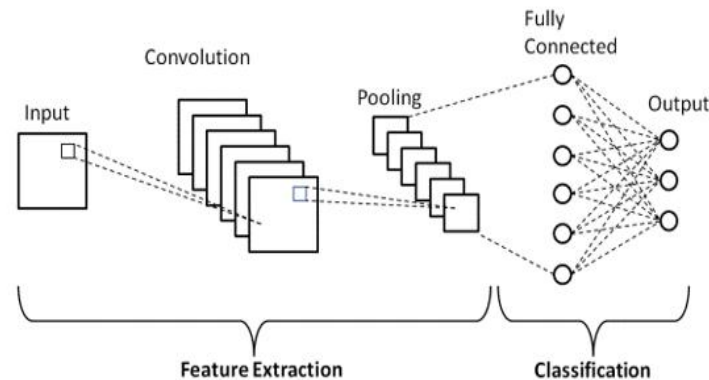 Fully
Connected
Convolution
Pooling
Input
Output
Feature Extraction
Classification